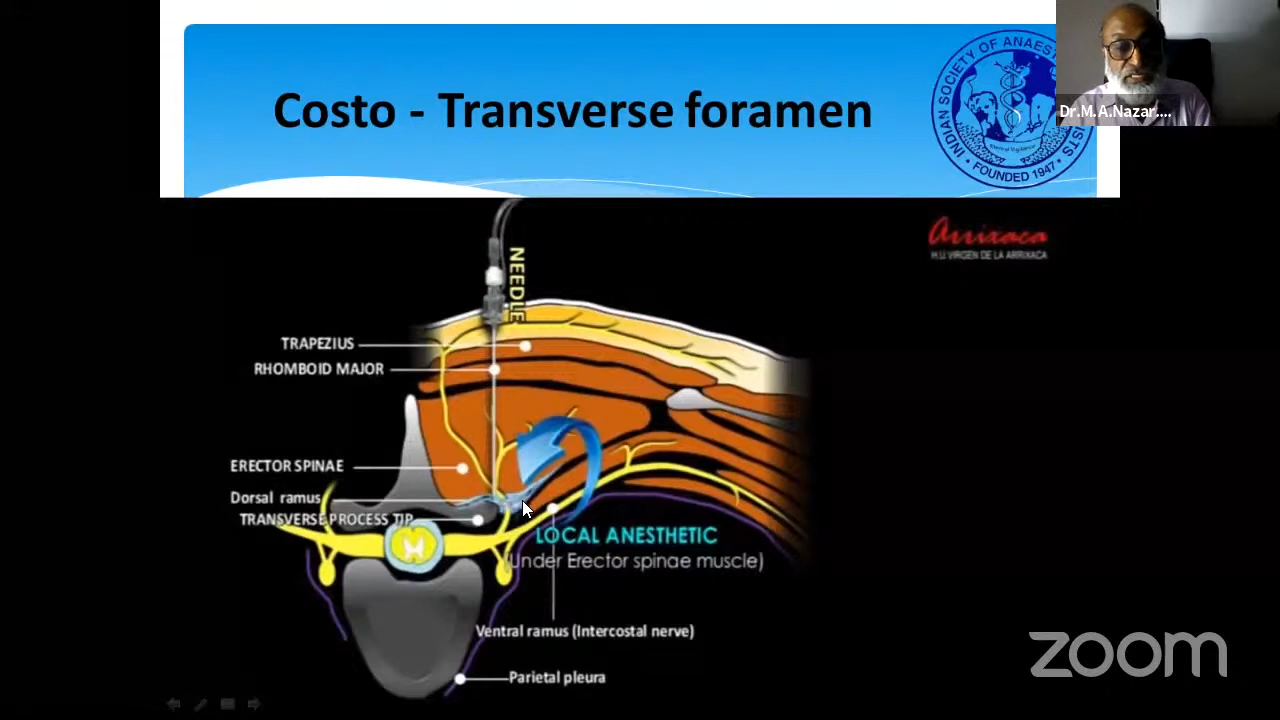 Costo - Transverse foramen
INDIAN SOCIETY OF ANAEST
STS
FOUNDED 1947
Dr.M.A.Nazar....
Arrixaca
H.U.VIRGEN DE LA ARRIXACA
NEEDLE
TRAPEZIUS
RHOMBOID MAJOR
ERECTOR SPINAE
Dorsal ramus
TRANSVERSE PROCESS TIP
LOCAL ANESTHETIC
(Under Erector spinae muscle)
Ventral ramus (Intercostal nerve)
Parietal pleura
zoom